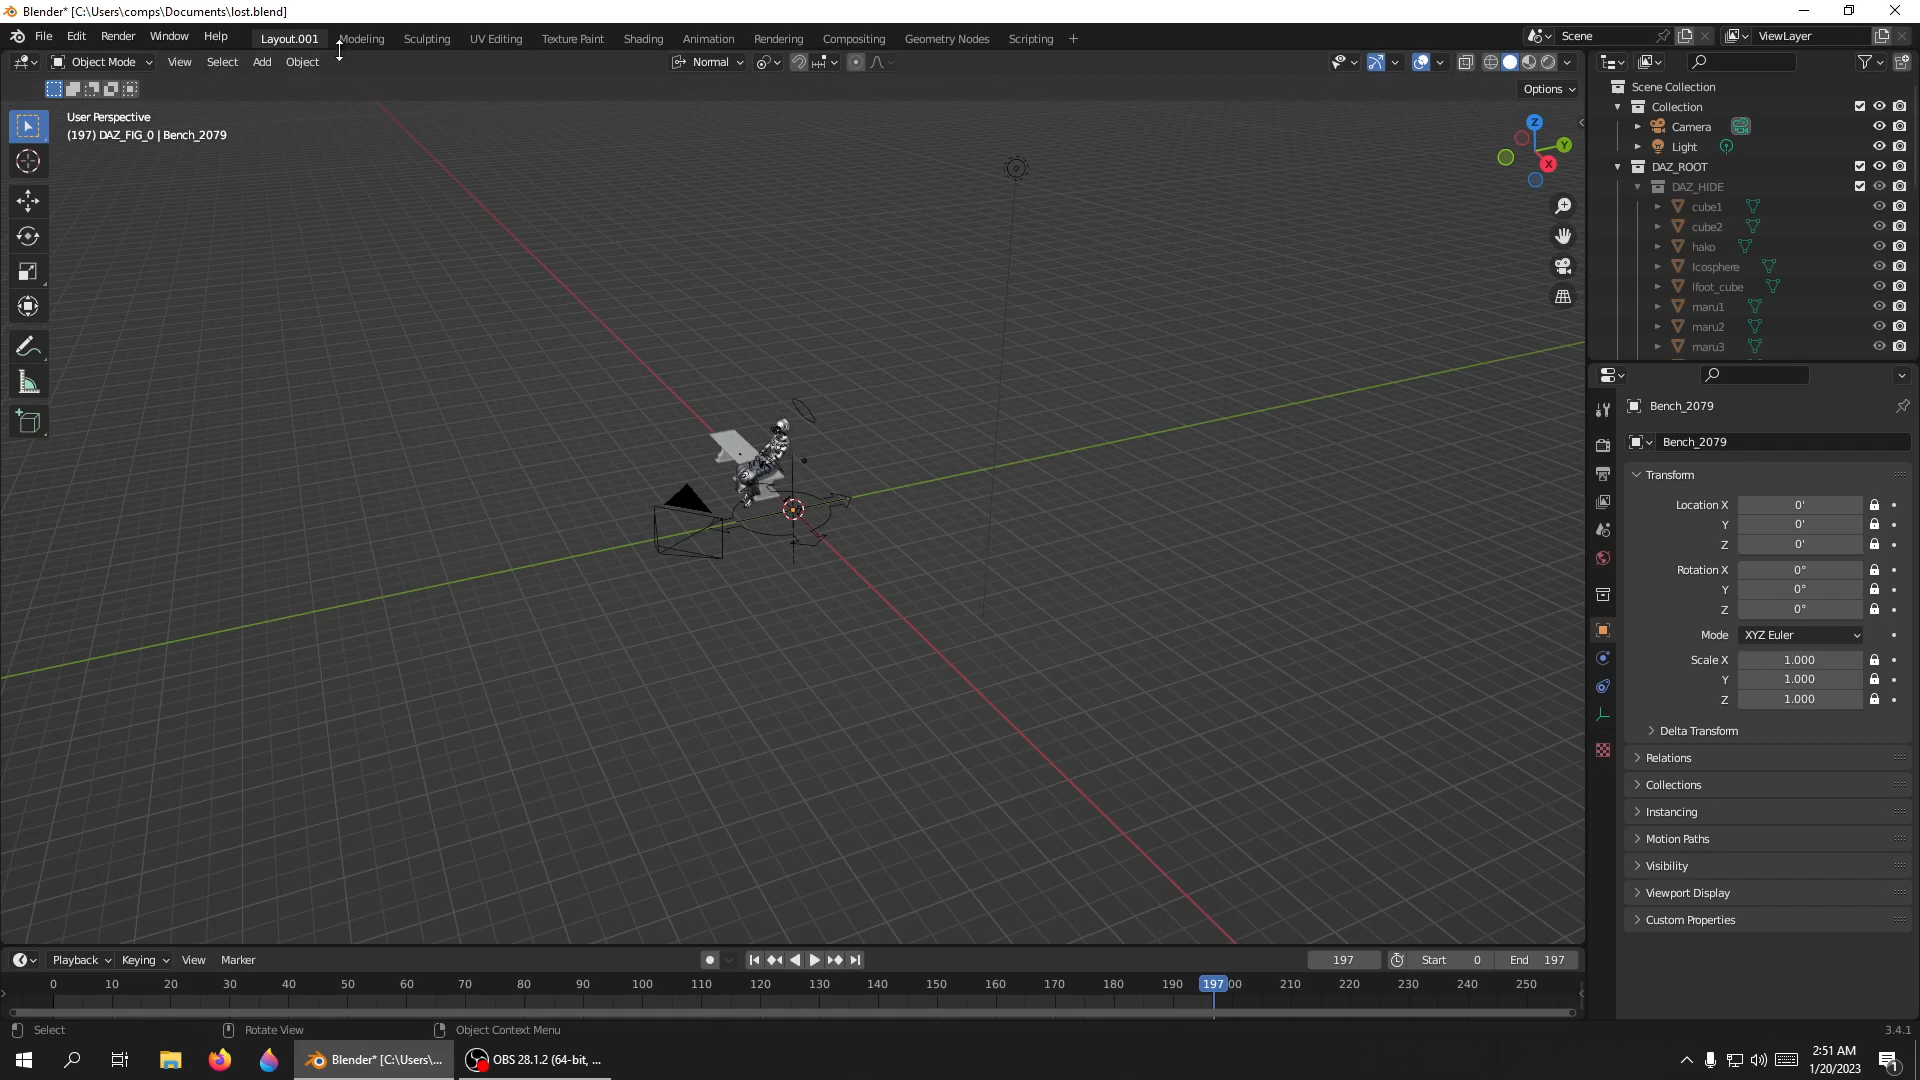 Blender* [C:\Users\comps\Documents\lost.blend]
File Edit Render Window Help Layout.001 Modeling Sculpting UV Editing Texture Paint Shading Animation Rendering Compositing Geometry Nodes Scripting + Scene ViewLayer
Object Mode View Select Add Object Normal
Options
User Perspective
(197) DAZ_FIG_0 | Bench_2079
Z
Y
X
Scene Collection
Collection
Camera
Light
DAZ_ROOT
DAZ_HIDE
cube1
cube2
hako
Icosphere
lfoot_cube
maru1
maru2
maru3
Bench_2079
Bench_2079
Transform
Location X 0'
Y 0'
Z 0'
Rotation X 0°
Y 0°
Z 0°
Mode XYZ Euler
Scale X 1.000
Y 1.000
Z 1.000
Delta Transform
Relations
Collections
Instancing
Motion Paths
Visibility
Viewport Display
Custom Properties
Playback Keying View Marker 197 Start 0 End 197
0 10 20 30 40 50 60 70 80 90 100 110 120 130 140 150 160 170 180 190 197 00 210 220 230 240 250
Select Rotate View Object Context Menu 3.4.1
Blender* [C:\Users\... OBS 28.1.2 (64-bit, ... 2:51 AM
1/20/2023
1